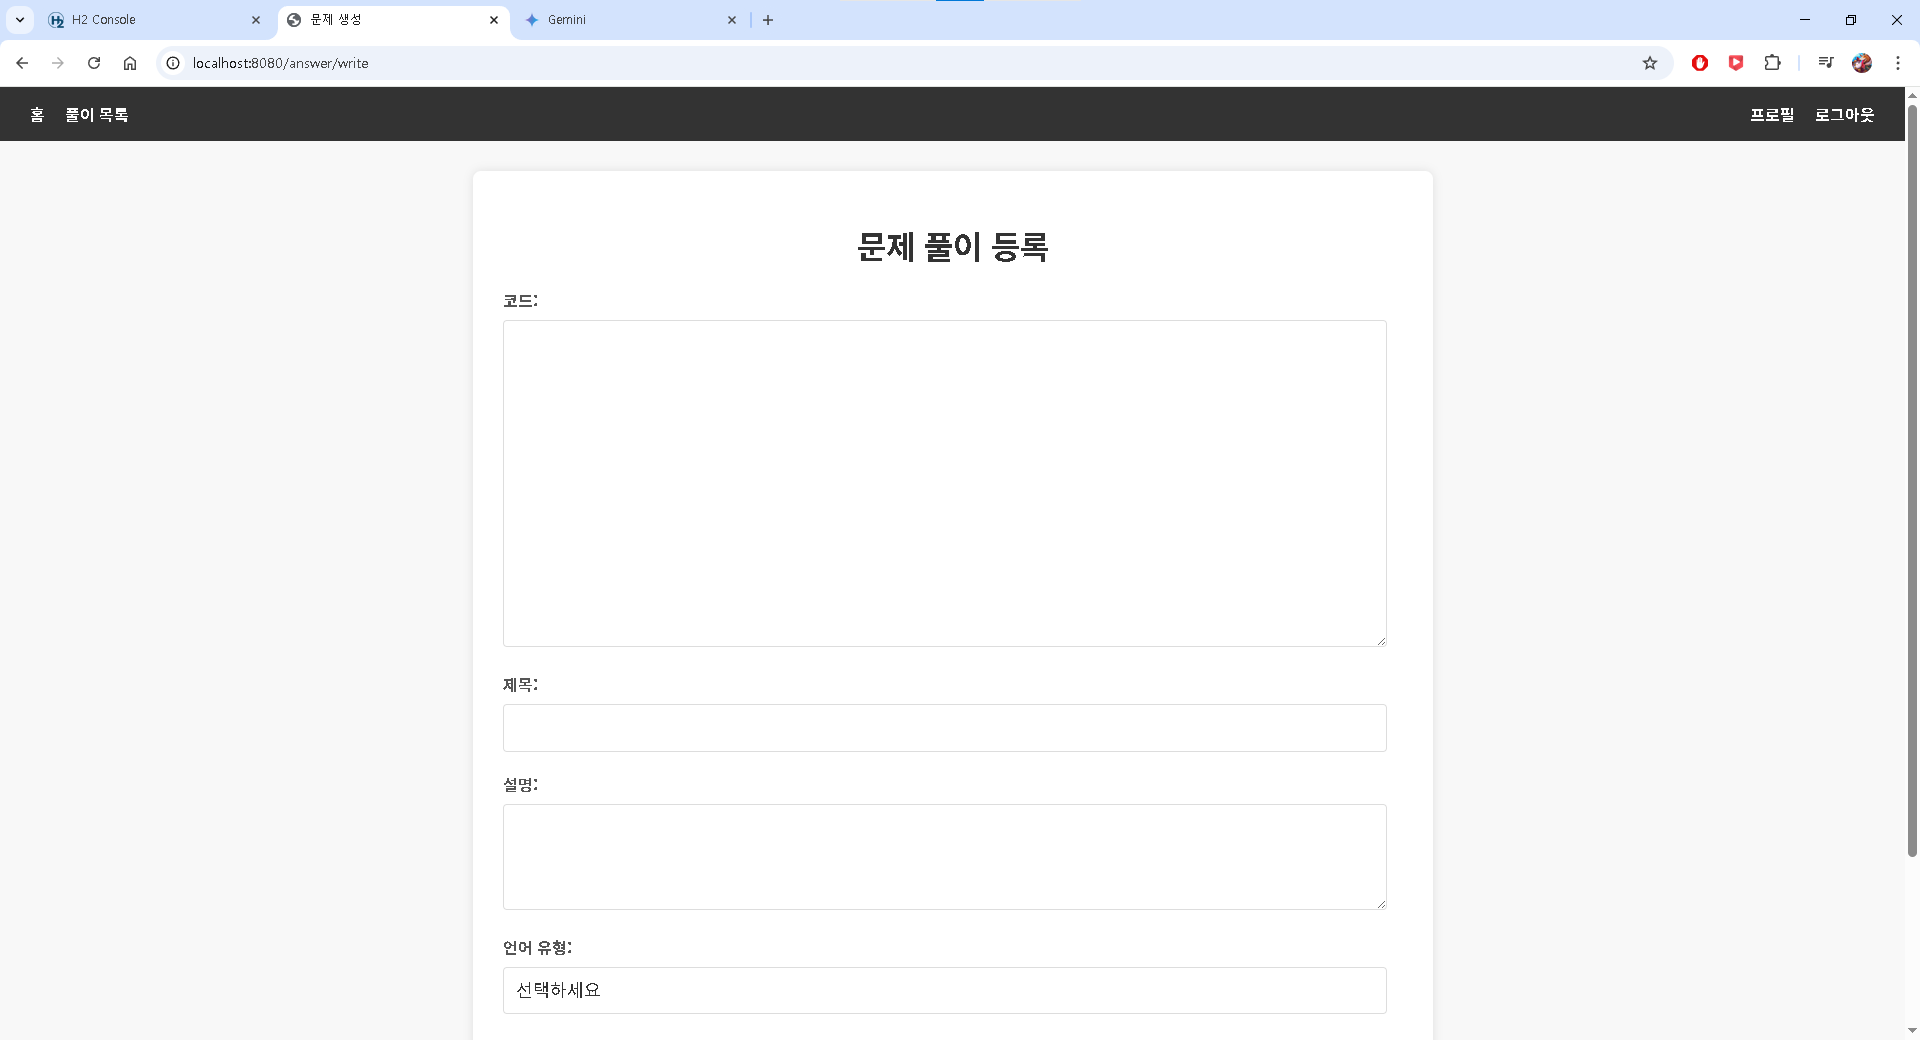 H2 Console
문제 생성
Gemini
localhost:8080/answer/write
홈 풀이 목록 프로필 로그아웃
문제 풀이 등록
코드:
제목:
설명:
언어 유형:
선택하세요